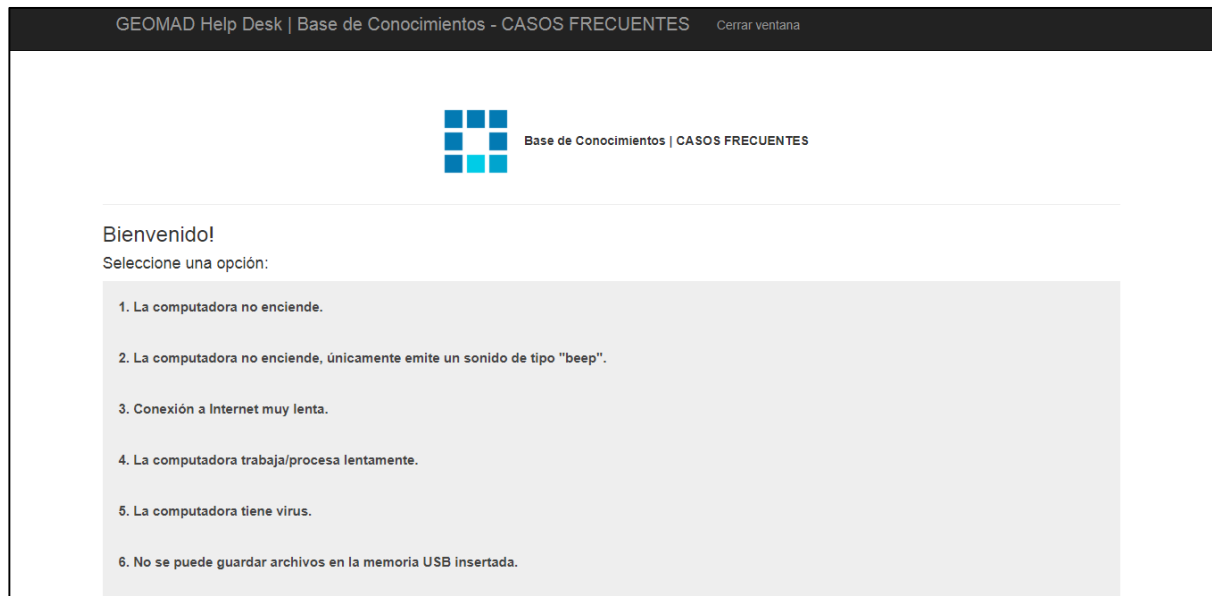 GEOMAD Help Desk | Base de Conocimientos - CASOS FRECUENTES Cerrar ventana
Base de Conocimientos | CASOS FRECUENTES
Bienvenido!
Seleccione una opción:
1. La computadora no enciende.
2. La computadora no enciende, únicamente emite un sonido de tipo "beep".
3. Conexión a Internet muy lenta.
4. La computadora trabaja/procesa lentamente.
5. La computadora tiene virus.
6. No se puede guardar archivos en la memoria USB insertada.